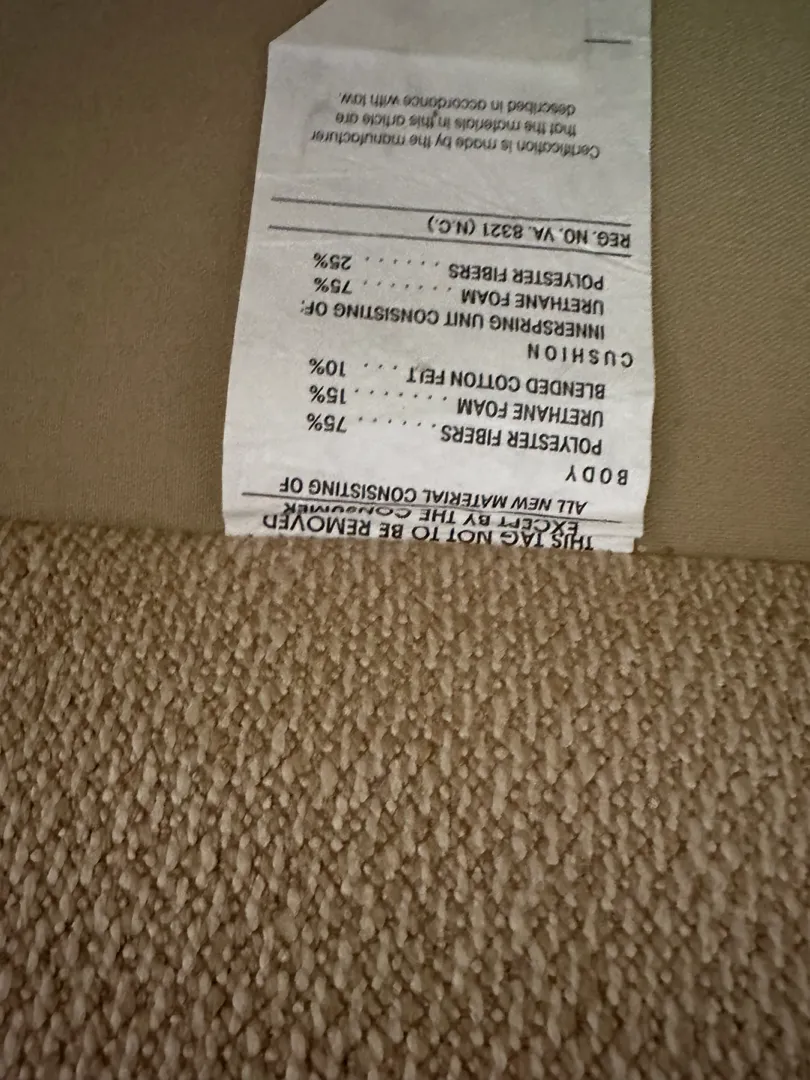 THIS TAG NOT TO BE REMOVED
EXCEPT BY THE CONSUMER
ALL NEW MATERIAL CONSISTING OF
BODY
POLYESTER FIBERS . . . . . . . 75%
URETHANE FOAM . . . . . . . . 15%
BLENDED COTTON FELT . . . 10%
CUSHION
INNERSPRING UNIT CONSISTING OF:
URETHANE FOAM . . . . . . . . 75%
POLYESTER FIBERS . . . . . . 25%
REG. NO. VA. 8321 (N.C.)
Certification is made by the manufacturer
that the materials in this article are
described in accordance with law.